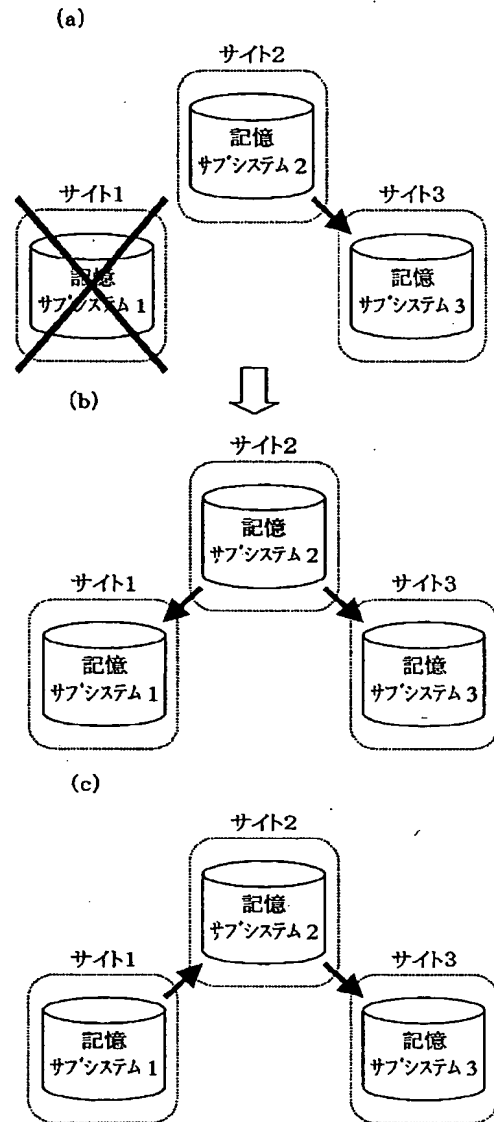 (a)
サイト2
記憶
サブシステム2
サイト1
記憶
サブシステム1
サイト3
記憶
サブシステム3
(b)
サイト2
記憶
サブシステム2
サイト1
記憶
サブシステム1
サイト3
記憶
サブシステム3
(c)
サイト2
記憶
サブシステム2
サイト1
記憶
サブシステム1
サイト3
記憶
サブシステム3